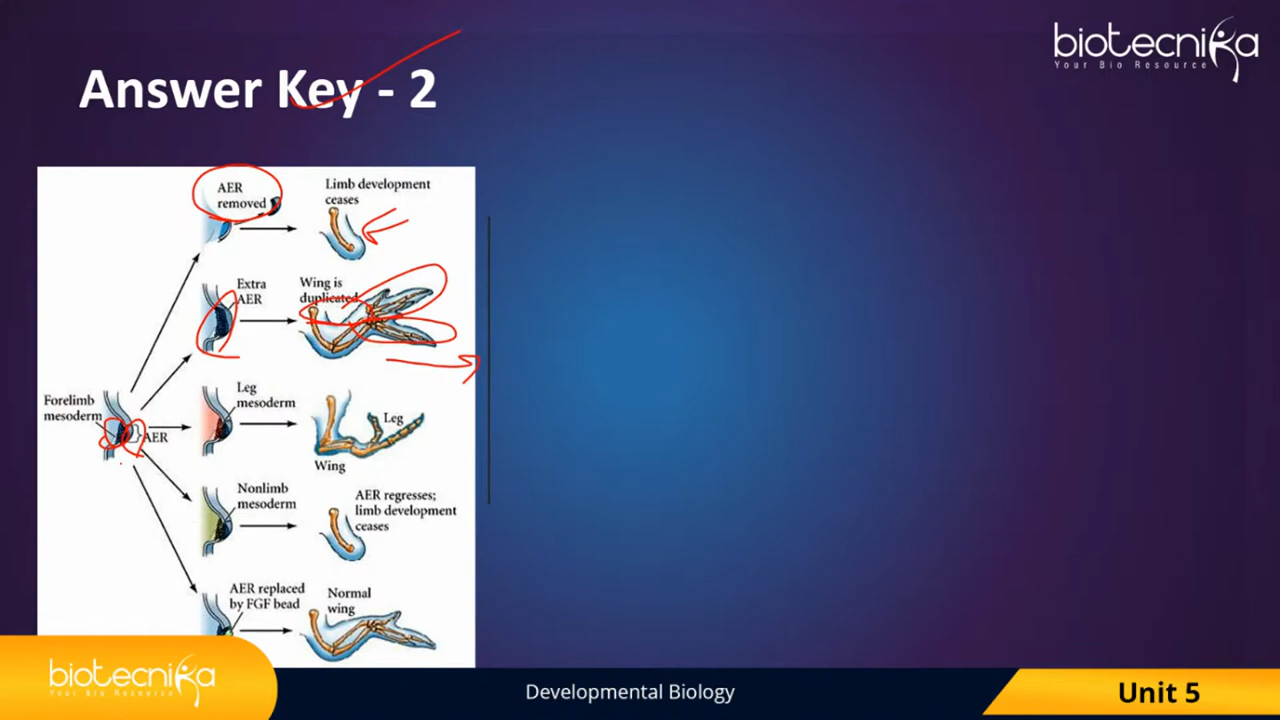 biotecnika
Your Bio Resource
Answer Key - 2
AER
removed
Limb development
ceases
Extra
AER
Wing is
duplicated
Forelimb
mesoderm
AER
Leg
mesoderm
Leg
Wing
Nonlimb
mesoderm
AER regresses;
limb development
ceases
AER replaced
by FGF bead
Normal
wing
biotecnika
Your Bio Resource
Developmental Biology
Unit 5